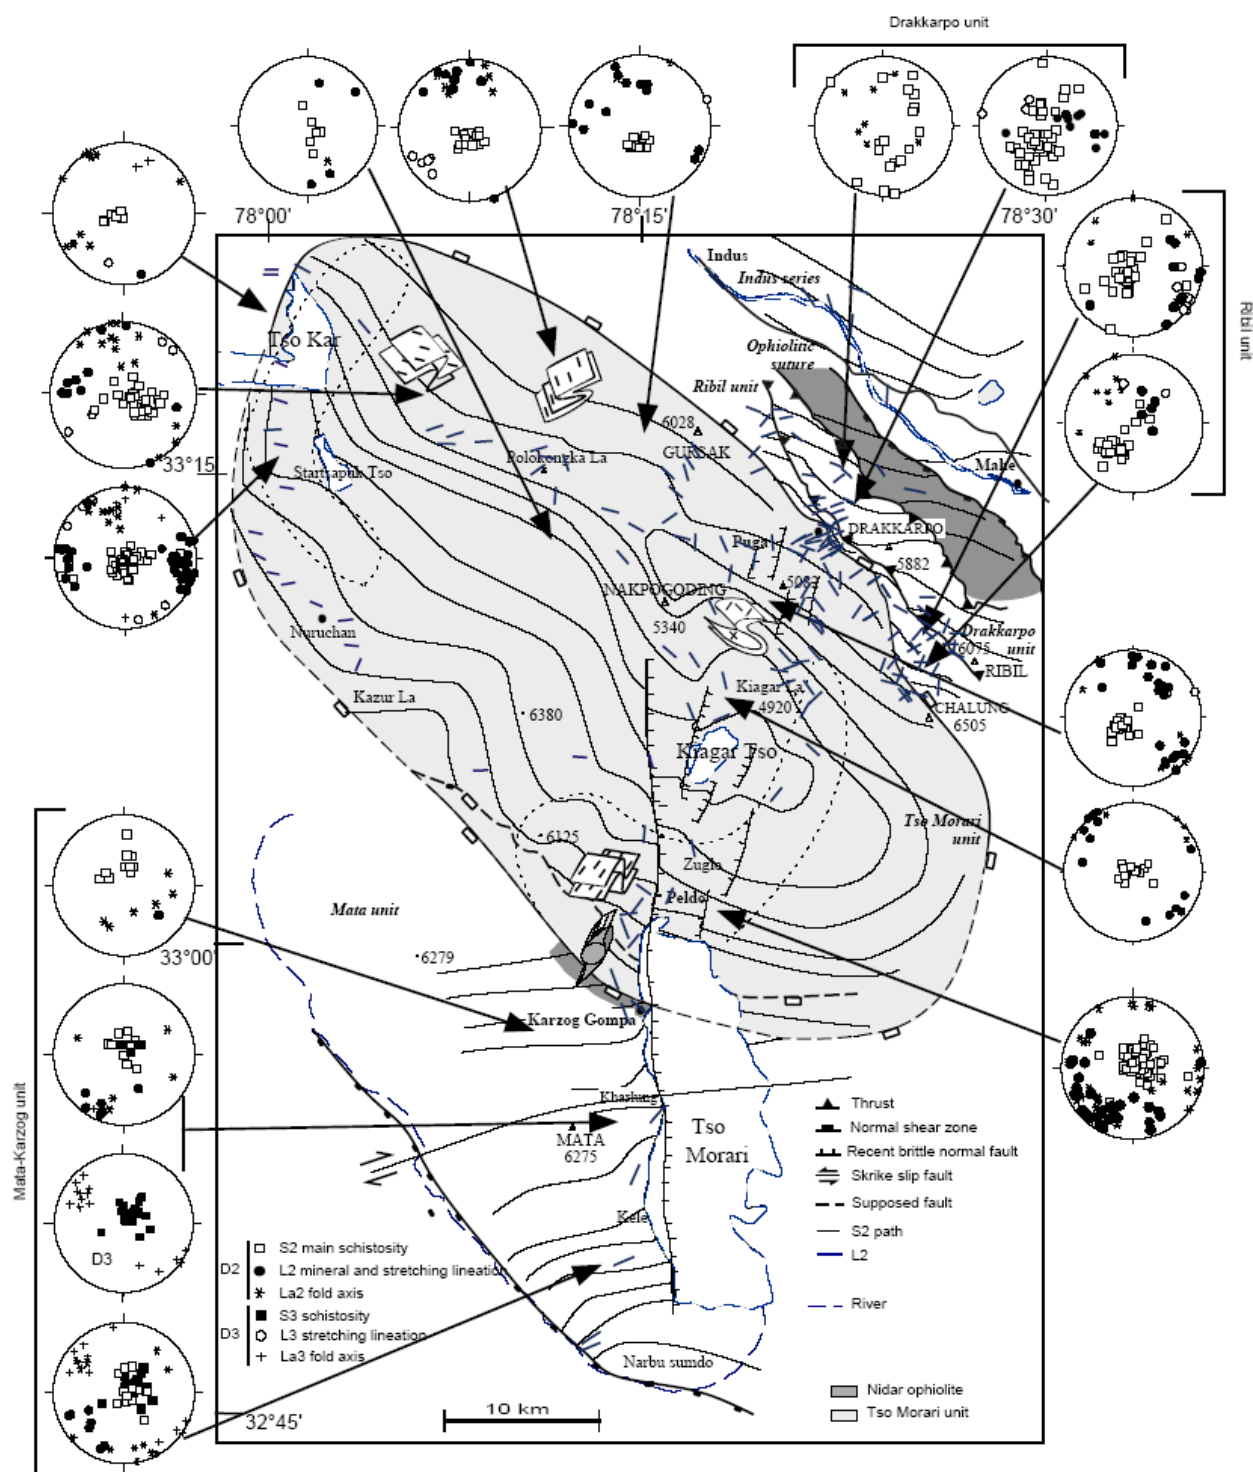 Drakkarpo unit
78°00'
78°15'
78°30'
Indus
Indus series
Tso Kar
Ophiolitic
suture
Ribil unit
Ribil unit
6028
GURSAK
33°15'
Polokongka La
Startsapuk Tso
Mahe
DRAKKARPO
Puga
5882
NAKPOGODING
5340
Nuruchan
Drakkarpo
unit
6075
RIBIL
Kiagar La
4920
Kazur La
CHALUNG
6505
6380
Kiagar Tso
6125
Tso Morari
unit
Zuglo
Peldo
Mata unit
33°00'
6279
Karzog Gompa
Mata-Karzog unit
Kharlung
MATA
6275
Tso
Morari
Thrust
Normal shear zone
Recent brittle normal fault
Skrike slip fault
Supposed fault
S2 path
L2
River
Kele
D3
D2
S2 main schistosity
L2 mineral and stretching lineation
La2 fold axis
D3
S3 schistosity
L3 stretching lineation
La3 fold axis
Narbu sumdo
Nidar ophiolite
Tso Morari unit
10 km
32°45'